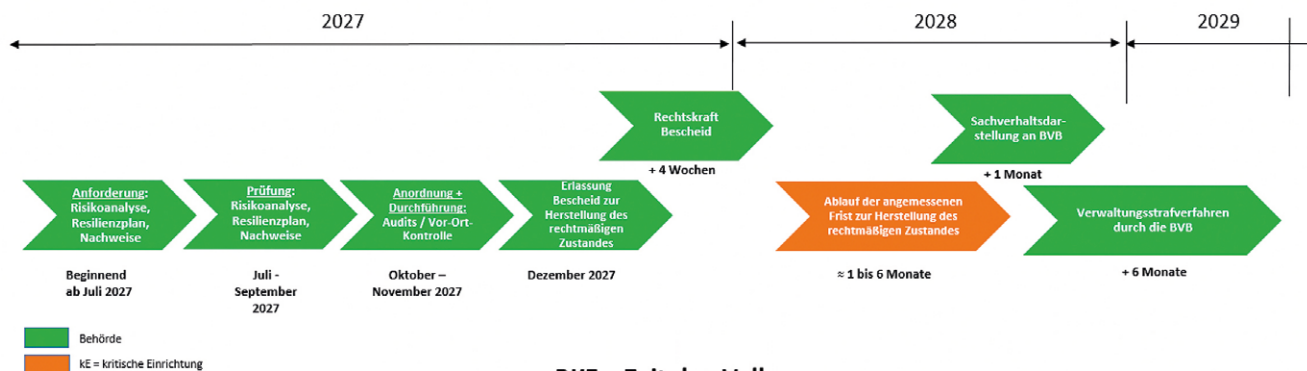 2027
2028
2029
Rechtskraft
Bescheid
+ 4 Wochen
Sachverhaltsdar-
stellung an BVB
+ 1 Monat
Anforderung:
Risikoanalyse,
Resilienzplan,
Nachweise
Beginnend
ab Juli 2027
Prüfung:
Risikoanalyse,
Resilienzplan,
Nachweise
Juli -
September
2027
Anordnung +
Durchführung:
Audits / Vor-Ort-
Kontrolle
Oktober –
November 2027
Erlassung
Bescheid zur
Herstellung des
rechtmäßigen
Zustandes
Dezember 2027
Ablauf der angemessenen
Frist zur Herstellung des
rechtmäßigen Zustandes
≈ 1 bis 6 Monate
Verwaltungsstrafverfahren
durch die BVB
+ 6 Monate
Behörde
kE = kritische Einrichtung